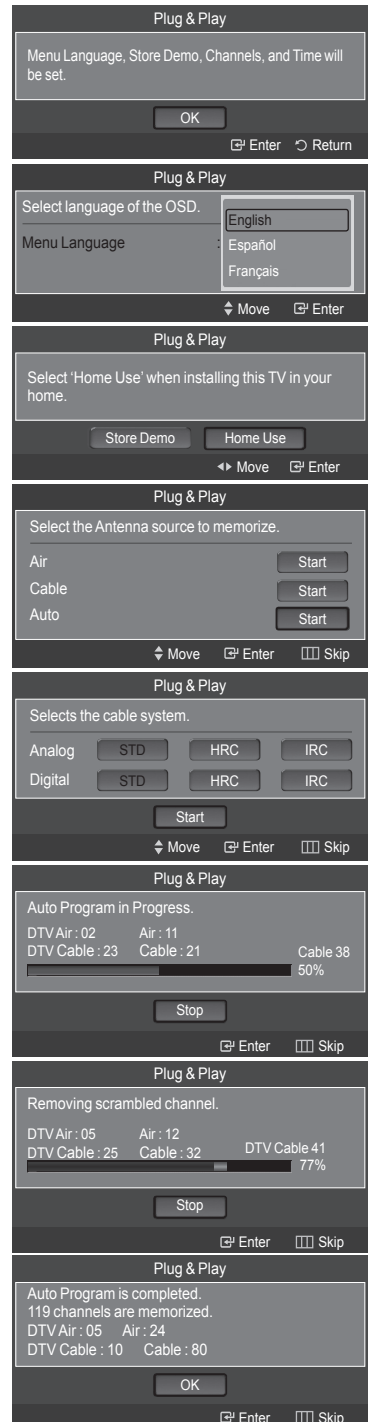 Plug & Play
Menu Language, Store Demo, Channels, and Time will
be set.
OK
Enter Return
Plug & Play
Select language of the OSD.
Menu Language : English
Español
Français
Move Enter
Plug & Play
Select ‘Home Use’ when installing this TV in your
home.
Store Demo Home Use
Move Enter
Plug & Play
Select the Antenna source to memorize.
Air Start
Cable Start
Auto Start
Move Enter Skip
Plug & Play
Selects the cable system.
Analog STD HRC IRC
Digital STD HRC IRC
Start
Move Enter Skip
Plug & Play
Auto Program in Progress.
DTV Air : 02 Air : 11
DTV Cable : 23 Cable : 21 Cable 38
50%
Stop
Enter Skip
Plug & Play
Removing scrambled channel.
DTV Air : 05 Air : 12
DTV Cable : 25 Cable : 32 DTV Cable 41
77%
Stop
Enter Skip
Plug & Play
Auto Program is completed.
119 channels are memorized.
DTV Air : 05 Air : 24
DTV Cable : 10 Cable : 80
OK
Enter Skip